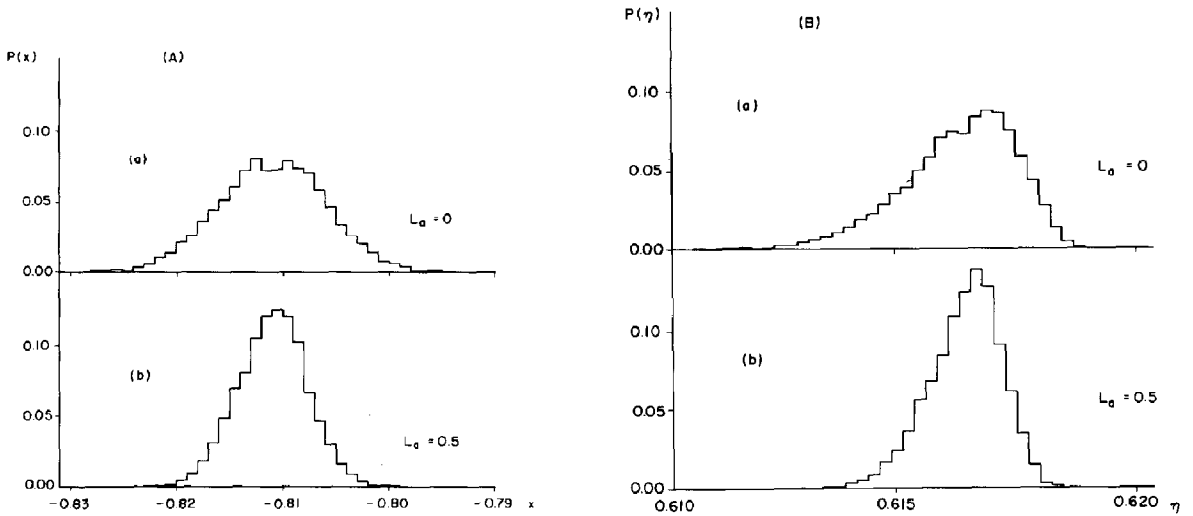 P(x)
(A)
0.10
(a)
0.05
L_a = 0
0.00
0.10
(b)
0.05
L_a = 0.5
0.00
-0.83
-0.82
-0.81
-0.80
-0.79
x
P(η)
(B)
0.10
(a)
0.05
L_a = 0
0.00
0.10
(b)
0.05
L_a = 0.5
0.00
0.610
0.615
0.620
η